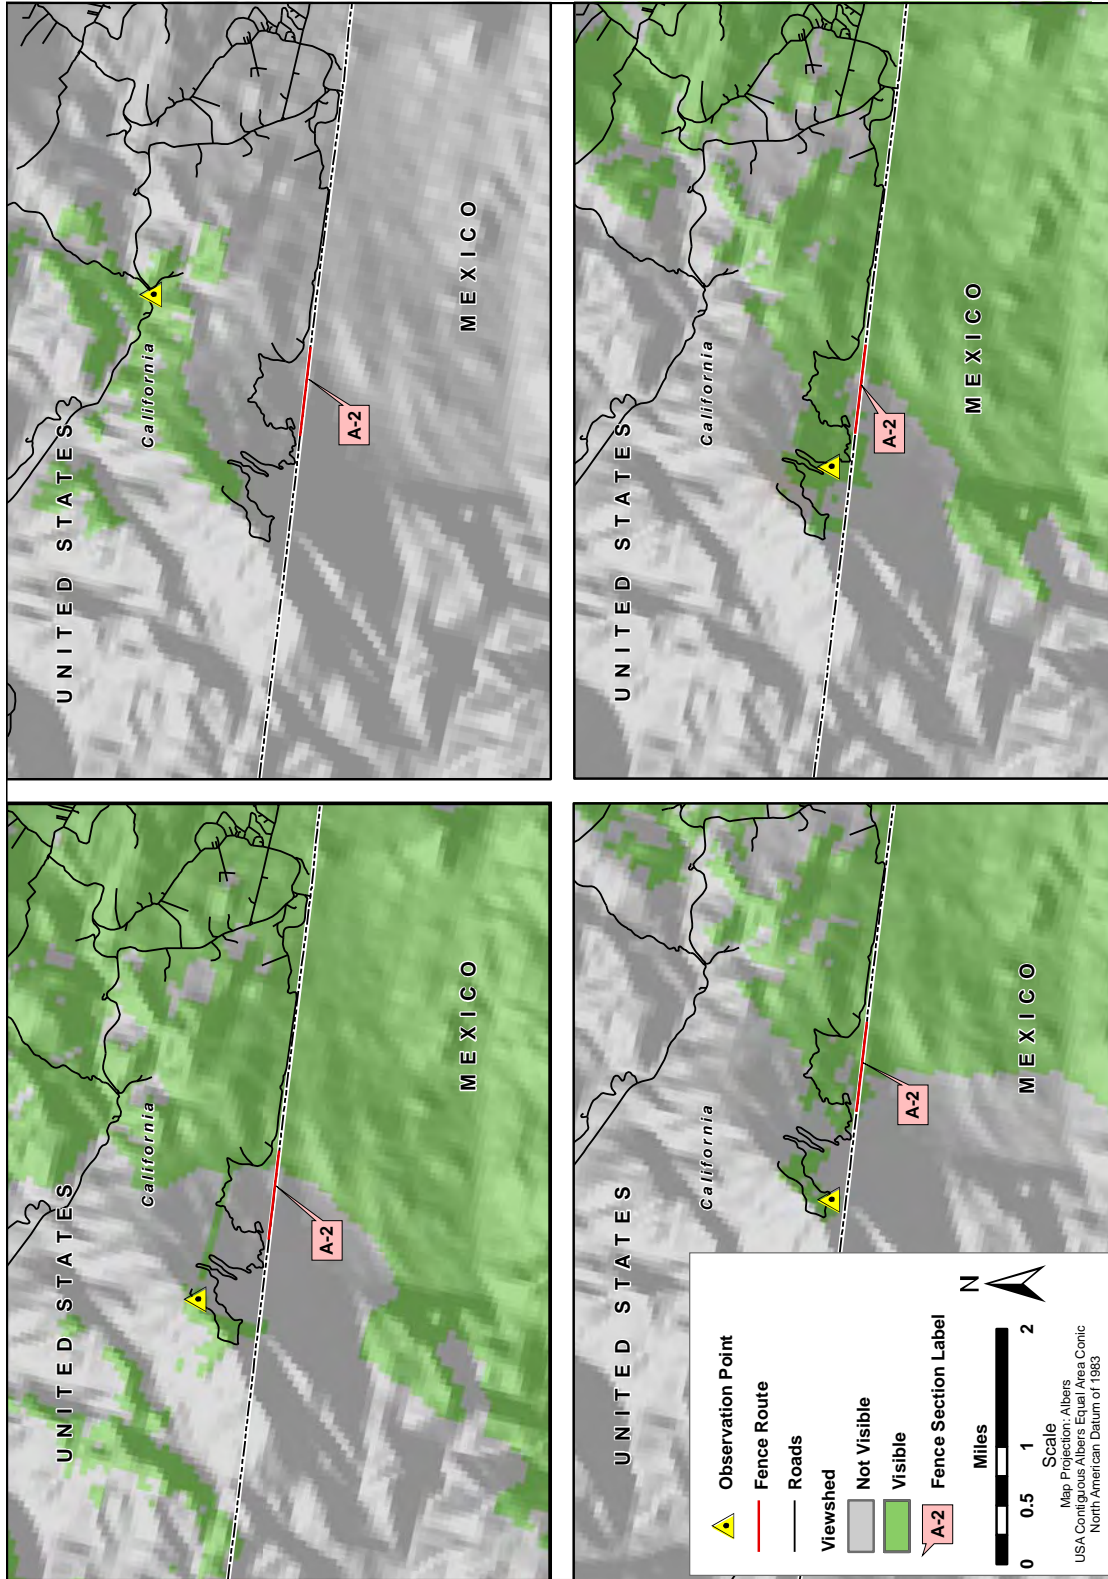 UNITED STATES
California
A-2
MEXICO
UNITED STATES
California
A-2
MEXICO
UNITED STATES
California
A-2
MEXICO
UNITED STATES
California
A-2
MEXICO
Observation Point
Fence Route
Roads
Viewshed
Not Visible
Visible
A-2 Fence Section Label
Miles
0 0.5 1 2
Scale
Map Projection: Albers
USA Contiguous Albers Equal Area Conic
North American Datum of 1983
N